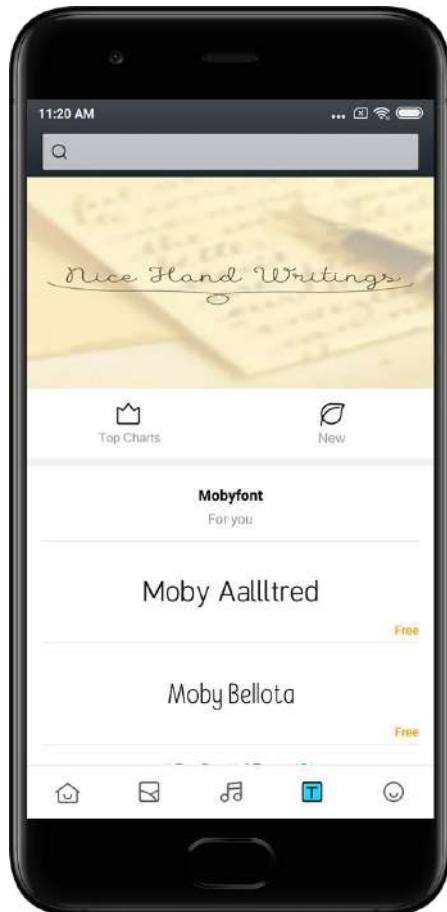 11:20 AM
Nice Hand Writings
Top Charts
New
Mobyfont
For you
Moby Aallltred
Free
Moby Bellota
Free
T